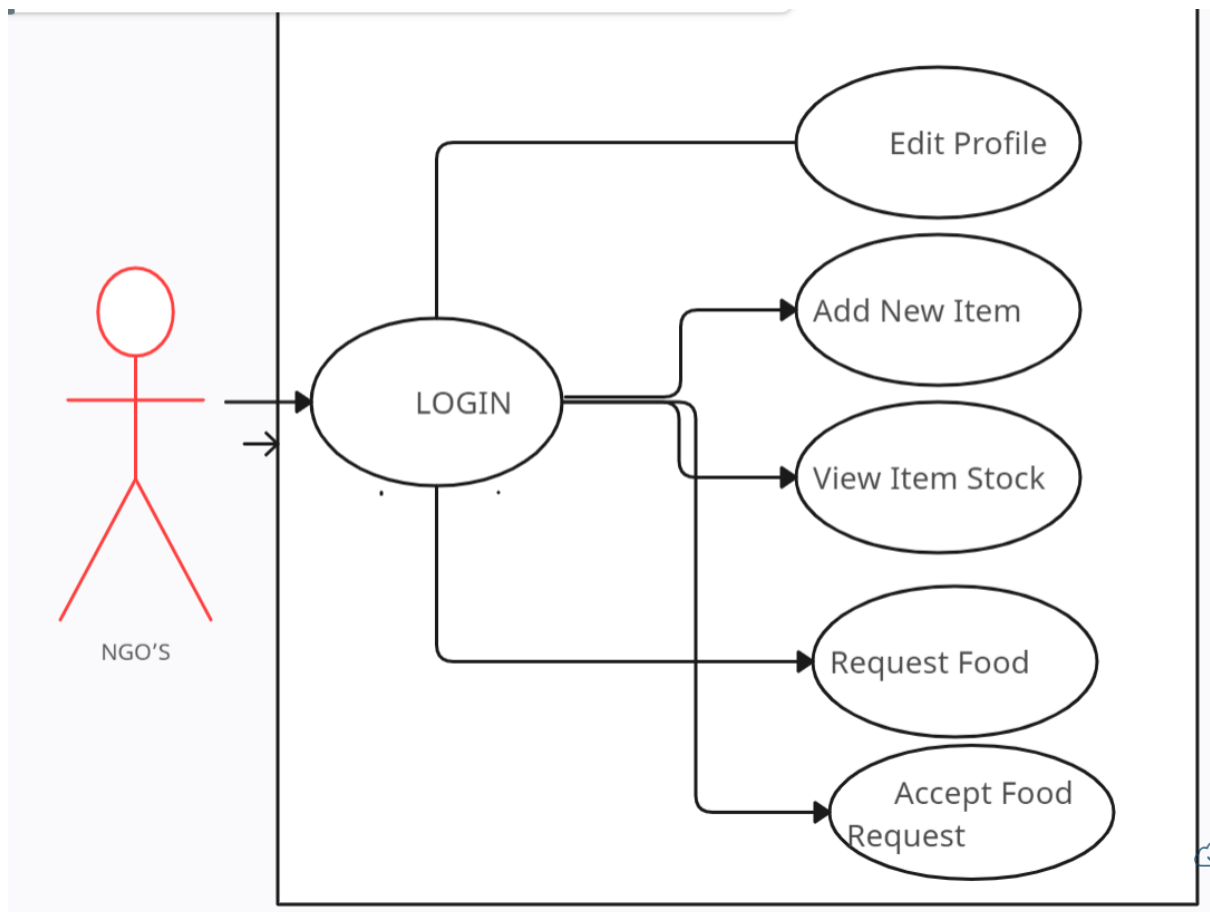 Edit Profile
Add New Item
LOGIN
View Item Stock
NGO’S
Request Food
Accept Food
Request